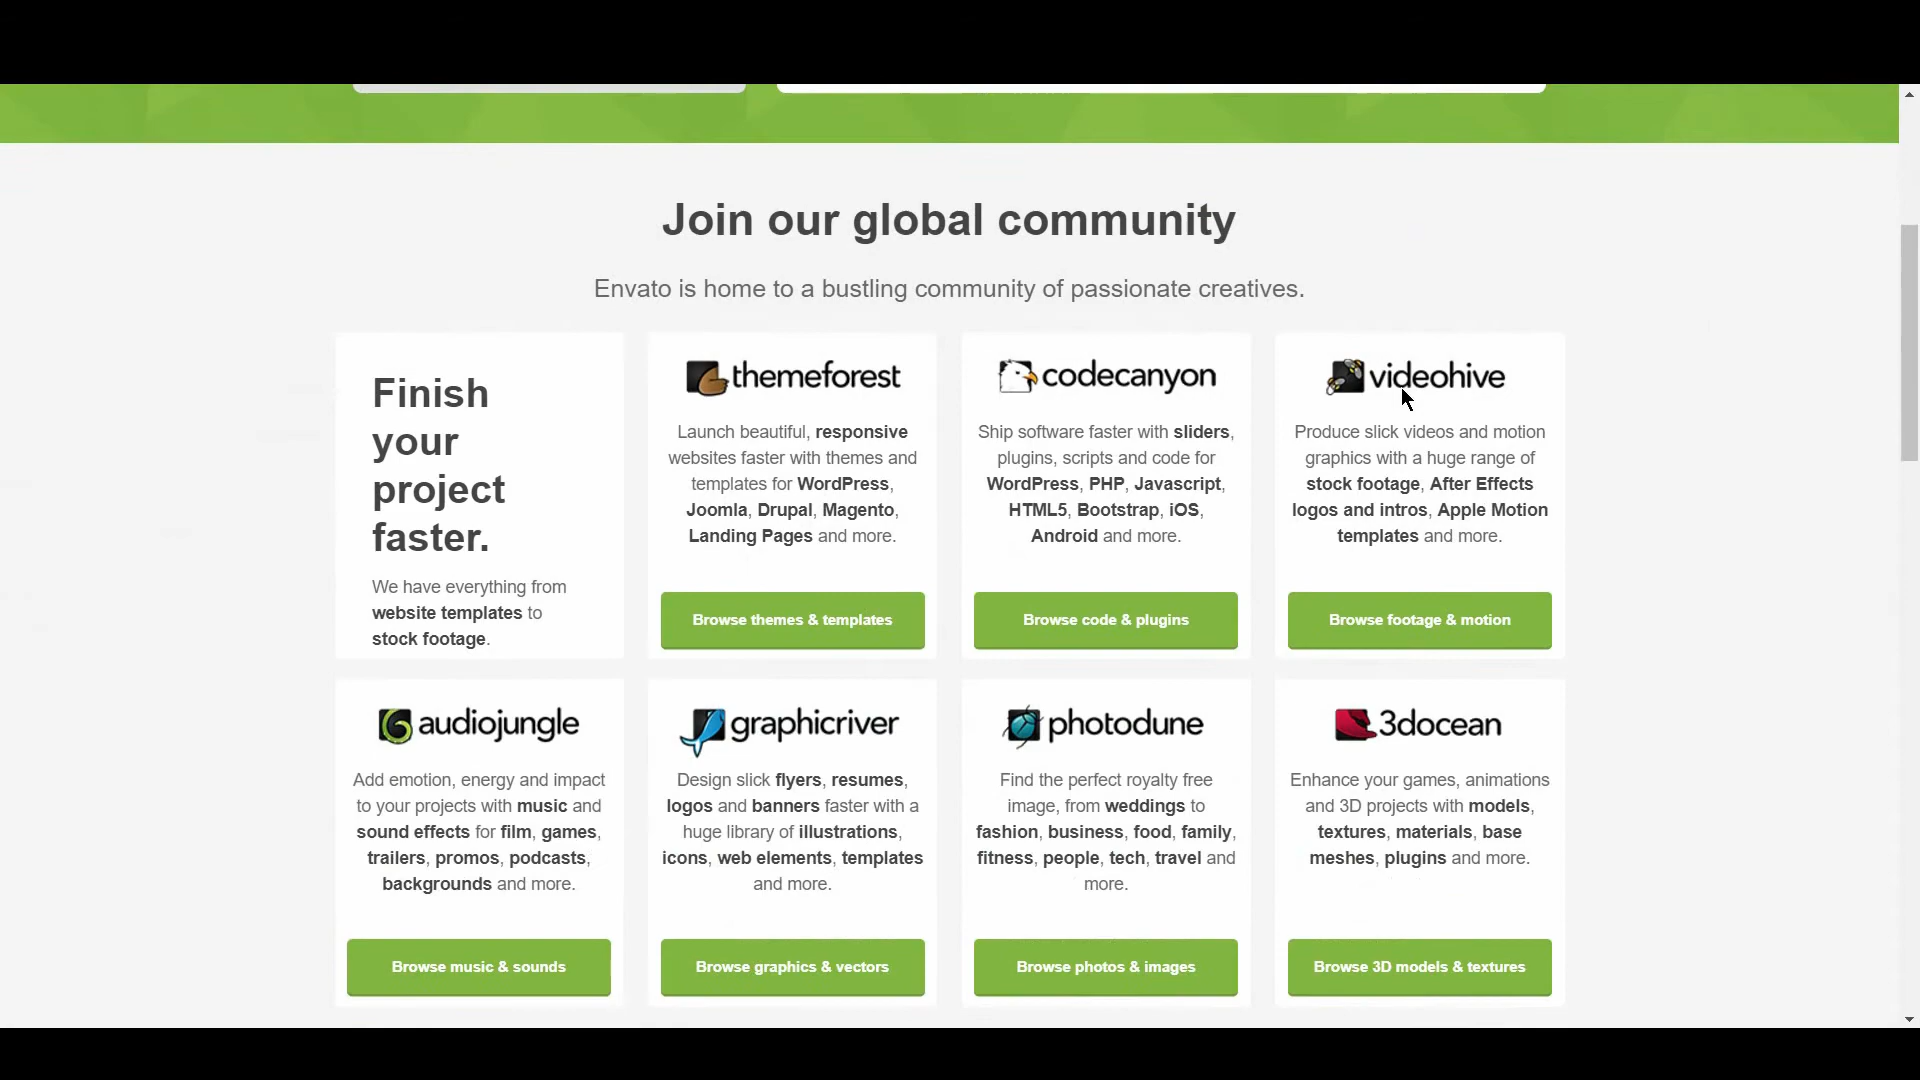 Join our global community
Envato is home to a bustling community of passionate creatives.
Finish
your
project
faster.
We have everything from
website templates to
stock footage.
themeforest
Launch beautiful, responsive
websites faster with themes and
templates for WordPress,
Joomla, Drupal, Magento,
Landing Pages and more.
Browse themes & templates
codecanyon
Ship software faster with sliders,
plugins, scripts and code for
WordPress, PHP, Javascript,
HTML5, Bootstrap, iOS,
Android and more.
Browse code & plugins
videohive
Produce slick videos and motion
graphics with a huge range of
stock footage, After Effects
logos and intros, Apple Motion
templates and more.
Browse footage & motion
audiojungle
Add emotion, energy and impact
to your projects with music and
sound effects for film, games,
trailers, promos, podcasts,
backgrounds and more.
Browse music & sounds
graphicriver
Design slick flyers, resumes,
logos and banners faster with a
huge library of illustrations,
icons, web elements, templates
and more.
Browse graphics & vectors
photodune
Find the perfect royalty free
image, from weddings to
fashion, business, food, family,
fitness, people, tech, travel and
more.
Browse photos & images
3docean
Enhance your games, animations
and 3D projects with models,
textures, materials, base
meshes, plugins and more.
Browse 3D models & textures